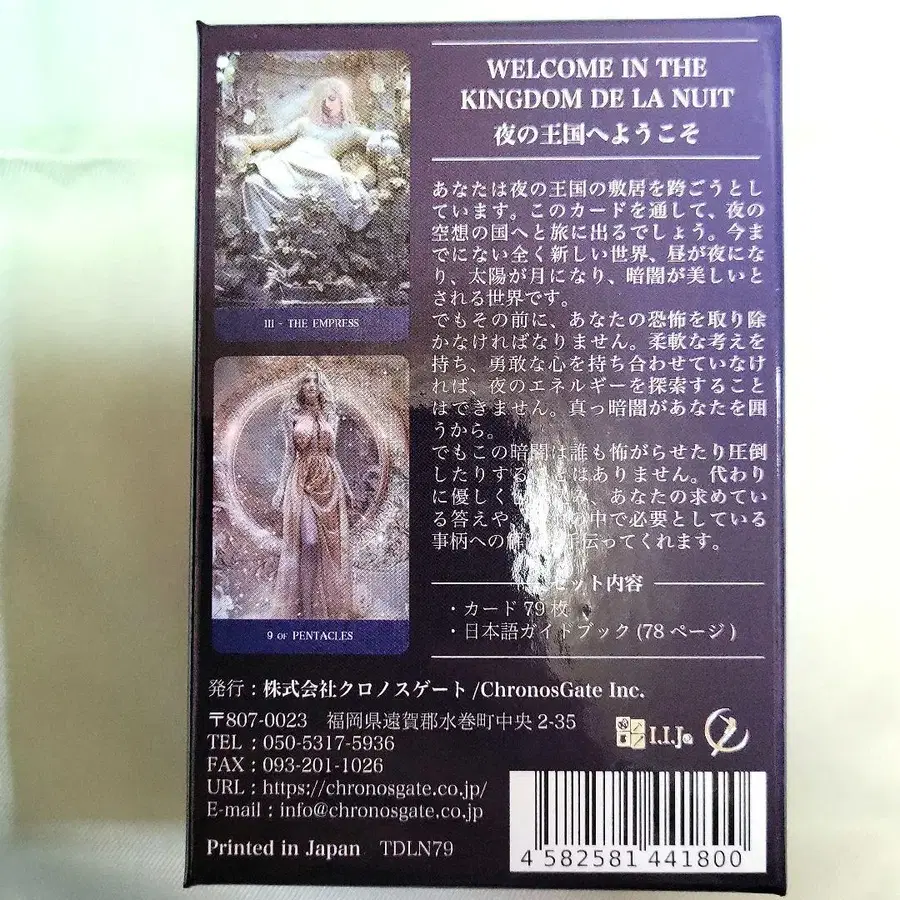 WELCOME IN THE
KINGDOM DE LA NUIT
夜の王国へようこそ
あなたは夜の王国の敷居を跨ごうとし
ています。このカードを通して、夜の
空想の国へと旅に出るでしょう。今ま
でにない全く新しい世界、昼が夜にな
り、太陽が月になり、暗闇が美しいと
される世界です。
でもその前に、あなたの恐怖を取り除
かなければなりません。柔軟な考えを
持ち、勇敢な心を持ち合わせていなけ
れば、夜のエネルギーを探索すること
はできません。真っ暗闇があなたを囲
うから。
でもこの暗闇は誰も怖がらせたり圧倒
したりする とはありません。代わり
に優しく み、あなたの求めてい
る答えや、 の中で必要としている
事柄への解 手伝ってくれます。
セット内容
・カード 79 枚
・日本語ガイドブック (78 ページ )
III - THE EMPRESS
9 OF PENTACLES
発行 : 株式会社クロノスゲート /ChronosGate Inc.
〒807-0023 福岡県遠賀郡水巻町中央 2-35
TEL : 050-5317-5936
FAX : 093-201-1026
URL : https://chronosgate.co.jp/
E-mail : info@chronosgate.co.jp
I.I.J®
Printed in Japan TDLN79
4 582581 441800